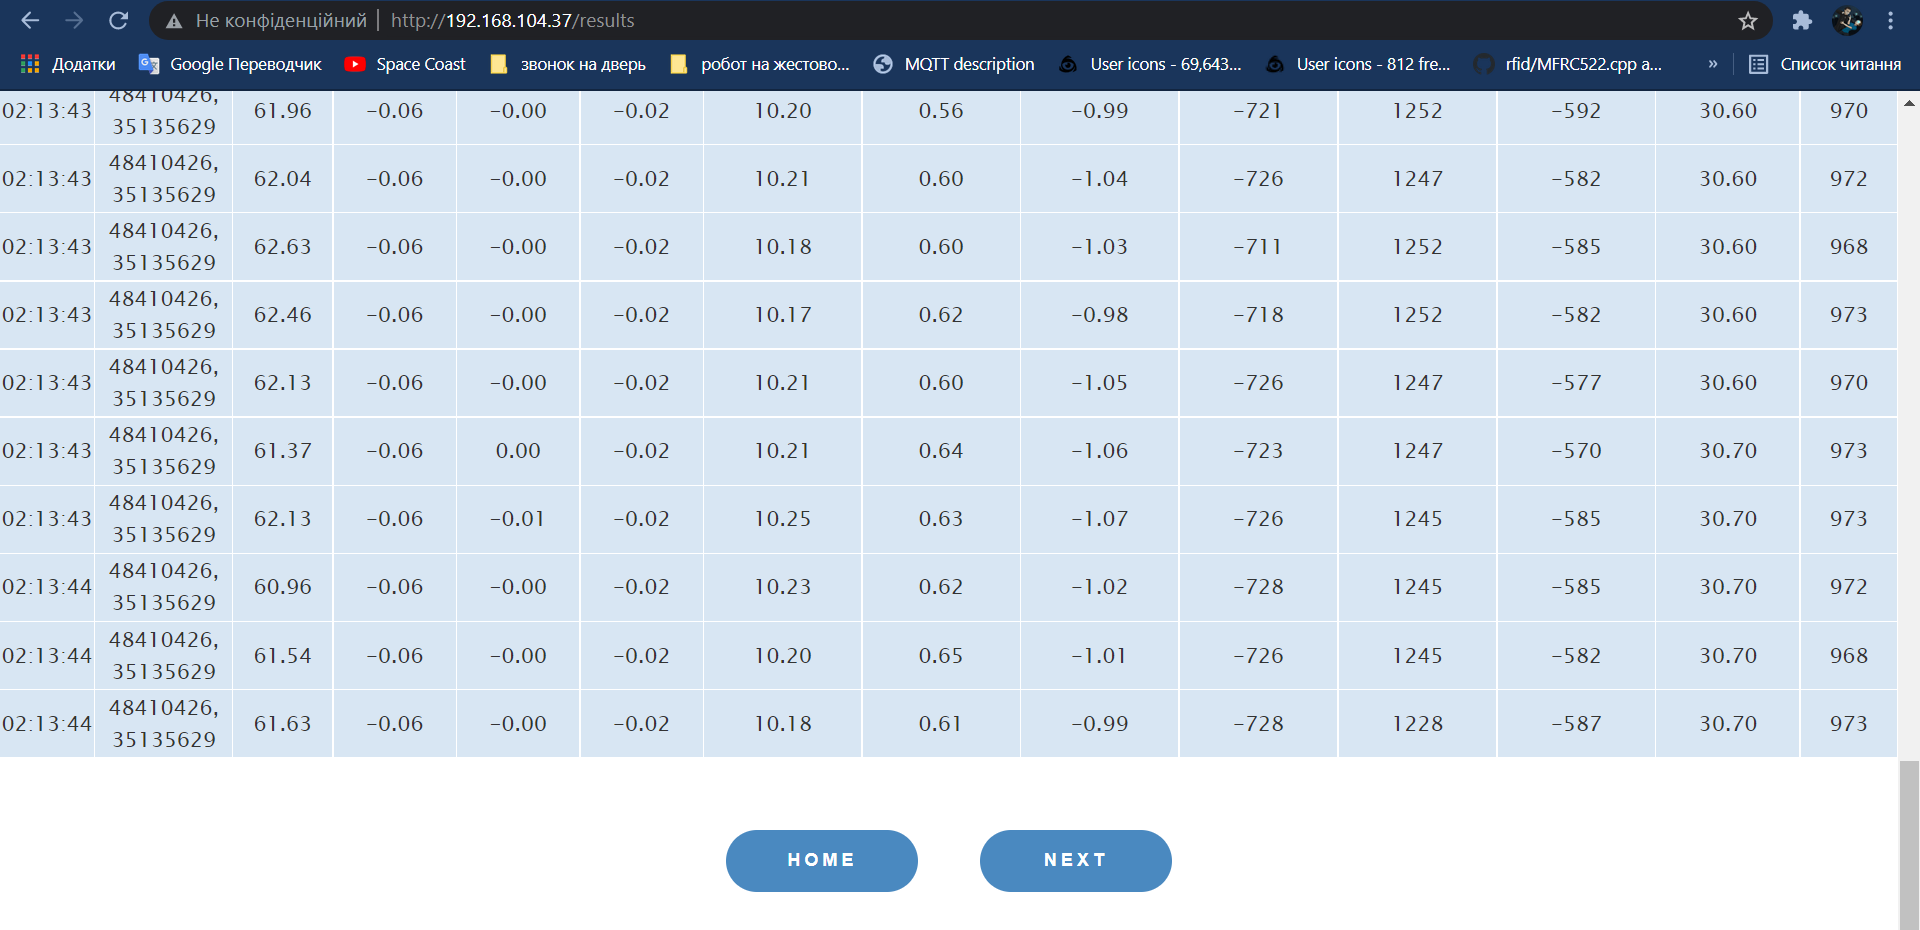 Не конфіденційний http://192.168.104.37/results
Додатки Google Переводчик Space Coast звонок на дверь робот на жестово... MQTT description User icons - 69,643... User icons - 812 fre... rfid/MFRC522.cpp a... » Список читання
02:13:43 48410426, 35135629 61.96 -0.06 -0.00 -0.02 10.20 0.56 -0.99 -721 1252 -592 30.60 970
02:13:43 48410426, 35135629 62.04 -0.06 -0.00 -0.02 10.21 0.60 -1.04 -726 1247 -582 30.60 972
02:13:43 48410426, 35135629 62.63 -0.06 -0.00 -0.02 10.18 0.60 -1.03 -711 1252 -585 30.60 968
02:13:43 48410426, 35135629 62.46 -0.06 -0.00 -0.02 10.17 0.62 -0.98 -718 1252 -582 30.60 973
02:13:43 48410426, 35135629 62.13 -0.06 -0.00 -0.02 10.21 0.60 -1.05 -726 1247 -577 30.60 970
02:13:43 48410426, 35135629 61.37 -0.06 0.00 -0.02 10.21 0.64 -1.06 -723 1247 -570 30.70 973
02:13:43 48410426, 35135629 62.13 -0.06 -0.01 -0.02 10.25 0.63 -1.07 -726 1245 -585 30.70 973
02:13:44 48410426, 35135629 60.96 -0.06 -0.00 -0.02 10.23 0.62 -1.02 -728 1245 -585 30.70 972
02:13:44 48410426, 35135629 61.54 -0.06 -0.00 -0.02 10.20 0.65 -1.01 -726 1245 -582 30.70 968
02:13:44 48410426, 35135629 61.63 -0.06 -0.00 -0.02 10.18 0.61 -0.99 -728 1228 -587 30.70 973
HOME NEXT